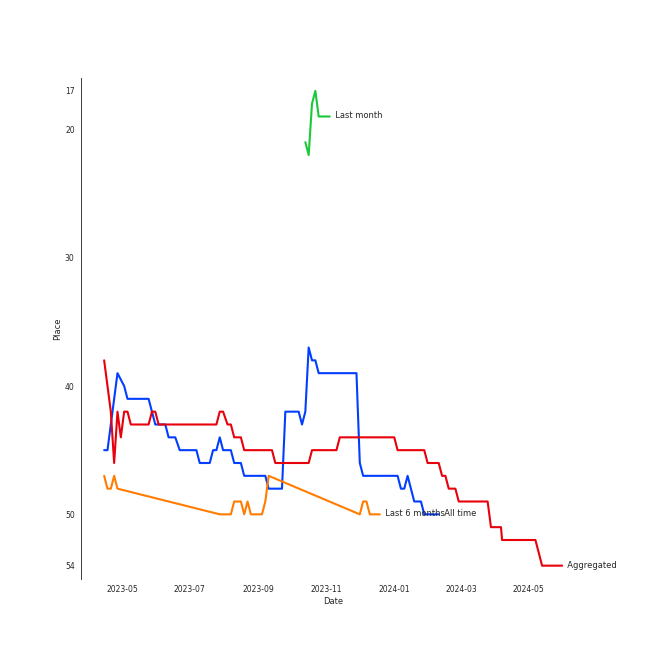 17
Last month
20
30
Place
40
50
Last 6 months
All time
54
Aggregated
2023-05
2023-07
2023-09
2023-11
2024-01
2024-03
2024-05
Date